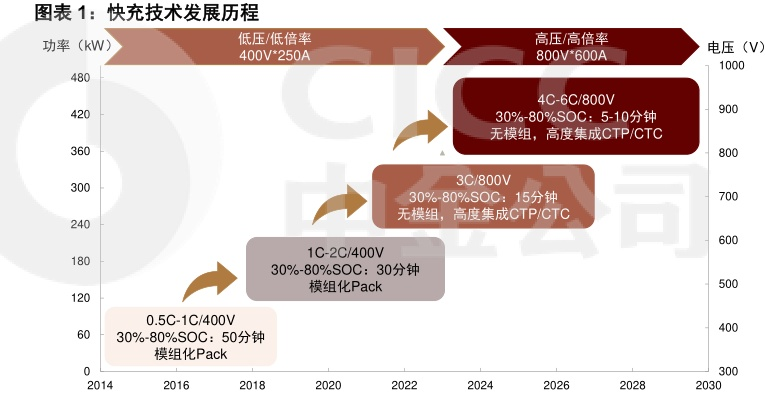 图表 1：快充技术发展历程
功率（kW）
低压/低倍率
400V*250A
高压/高倍率
800V*600A
电压（V）
480
420
360
300
240
180
120
60
0
1000
900
800
700
600
500
400
300
4C-6C/800V
30%-80%SOC：5-10分钟
无模组，高度集成CTP/CTC
3C/800V
30%-80%SOC：15分钟
无模组，高度集成CTP/CTC
1C-2C/400V
30%-80%SOC：30分钟
模组化Pack
0.5C-1C/400V
30%-80%SOC：50分钟
模组化Pack
2014
2016
2018
2020
2022
2024
2026
2028
2030
CICC
中金公司